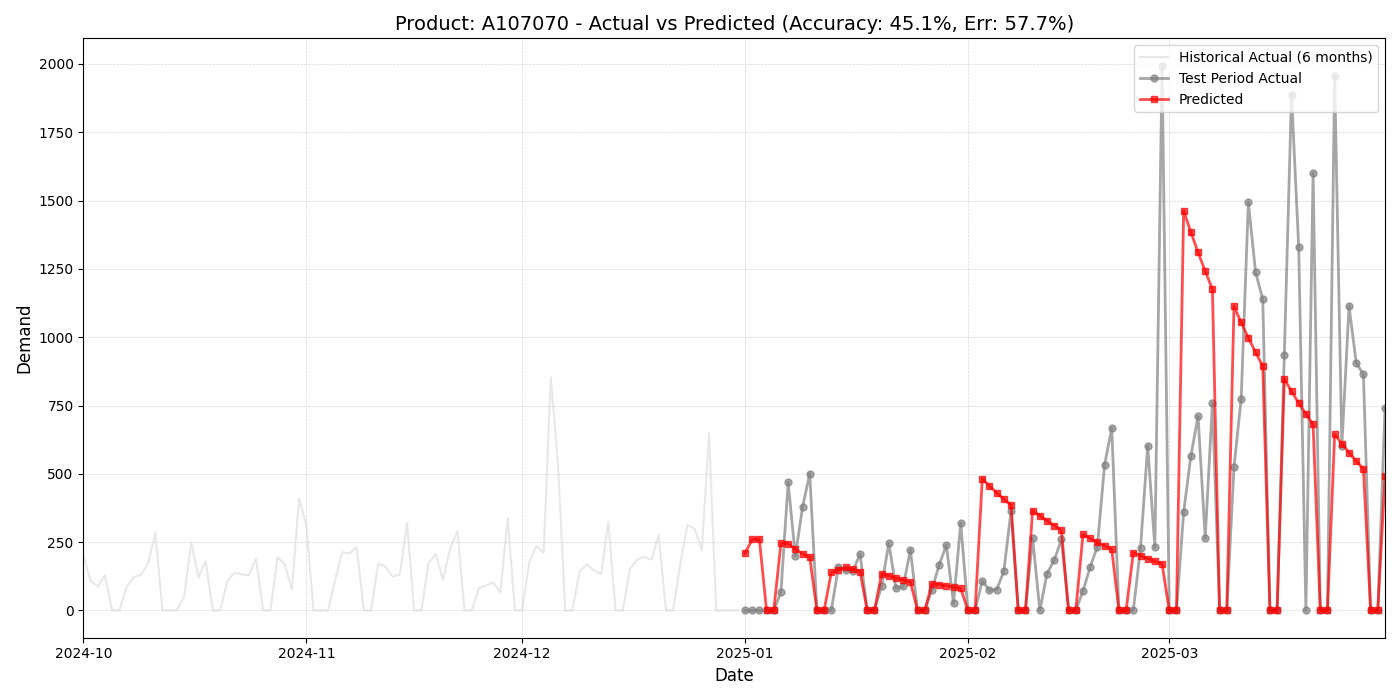 Product: A107070 - Actual vs Predicted (Accuracy: 45.1%, Err: 57.7%)
Historical Actual (6 months)
Test Period Actual
Predicted
2000
1750
1500
1250
1000
750
500
250
0
Demand
2024-10
2024-11
2024-12
2025-01
2025-02
2025-03
Date